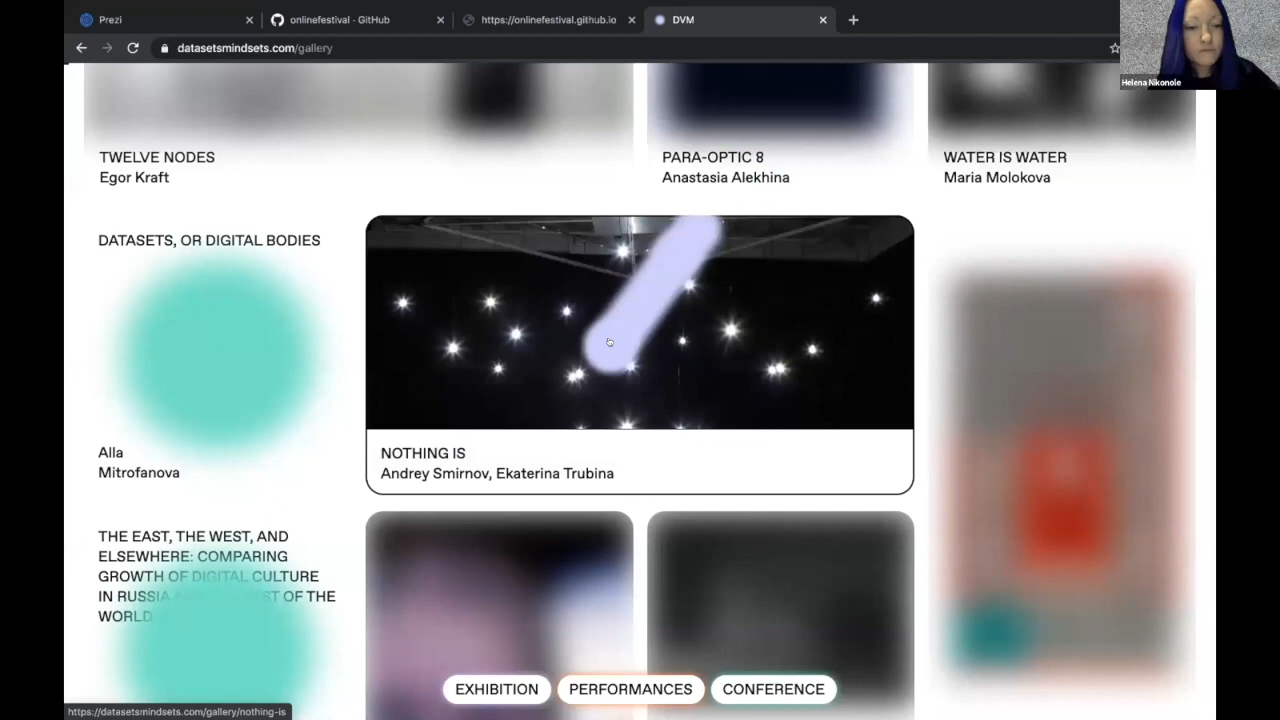 Prezi
onlinefestival - GitHub
https://onlinefestival.github.io
DVM
datasetsmindsets.com/gallery
Helena Nikonole
TWELVE NODES
Egor Kraft
PARA-OPTIC 8
Anastasia Alekhina
WATER IS WATER
Maria Molokova
DATASETS, OR DIGITAL BODIES
Alla
Mitrofanova
NOTHING IS
Andrey Smirnov, Ekaterina Trubina
THE EAST, THE WEST, AND
ELSEWHERE: COMPARING
GROWTH OF DIGITAL CULTURE
IN RUSSIA ST OF THE
WORLD
EXHIBITION
PERFORMANCES
CONFERENCE
https://datasetsmindsets.com/gallery/nothing-is